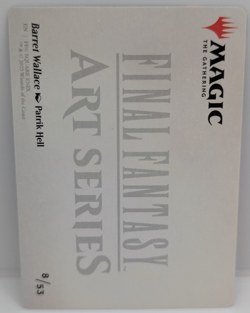 MAGIC
THE GATHERING
FINAL FANTASY
ART SERIES
Barret Wallace Patrik Hell
8/53